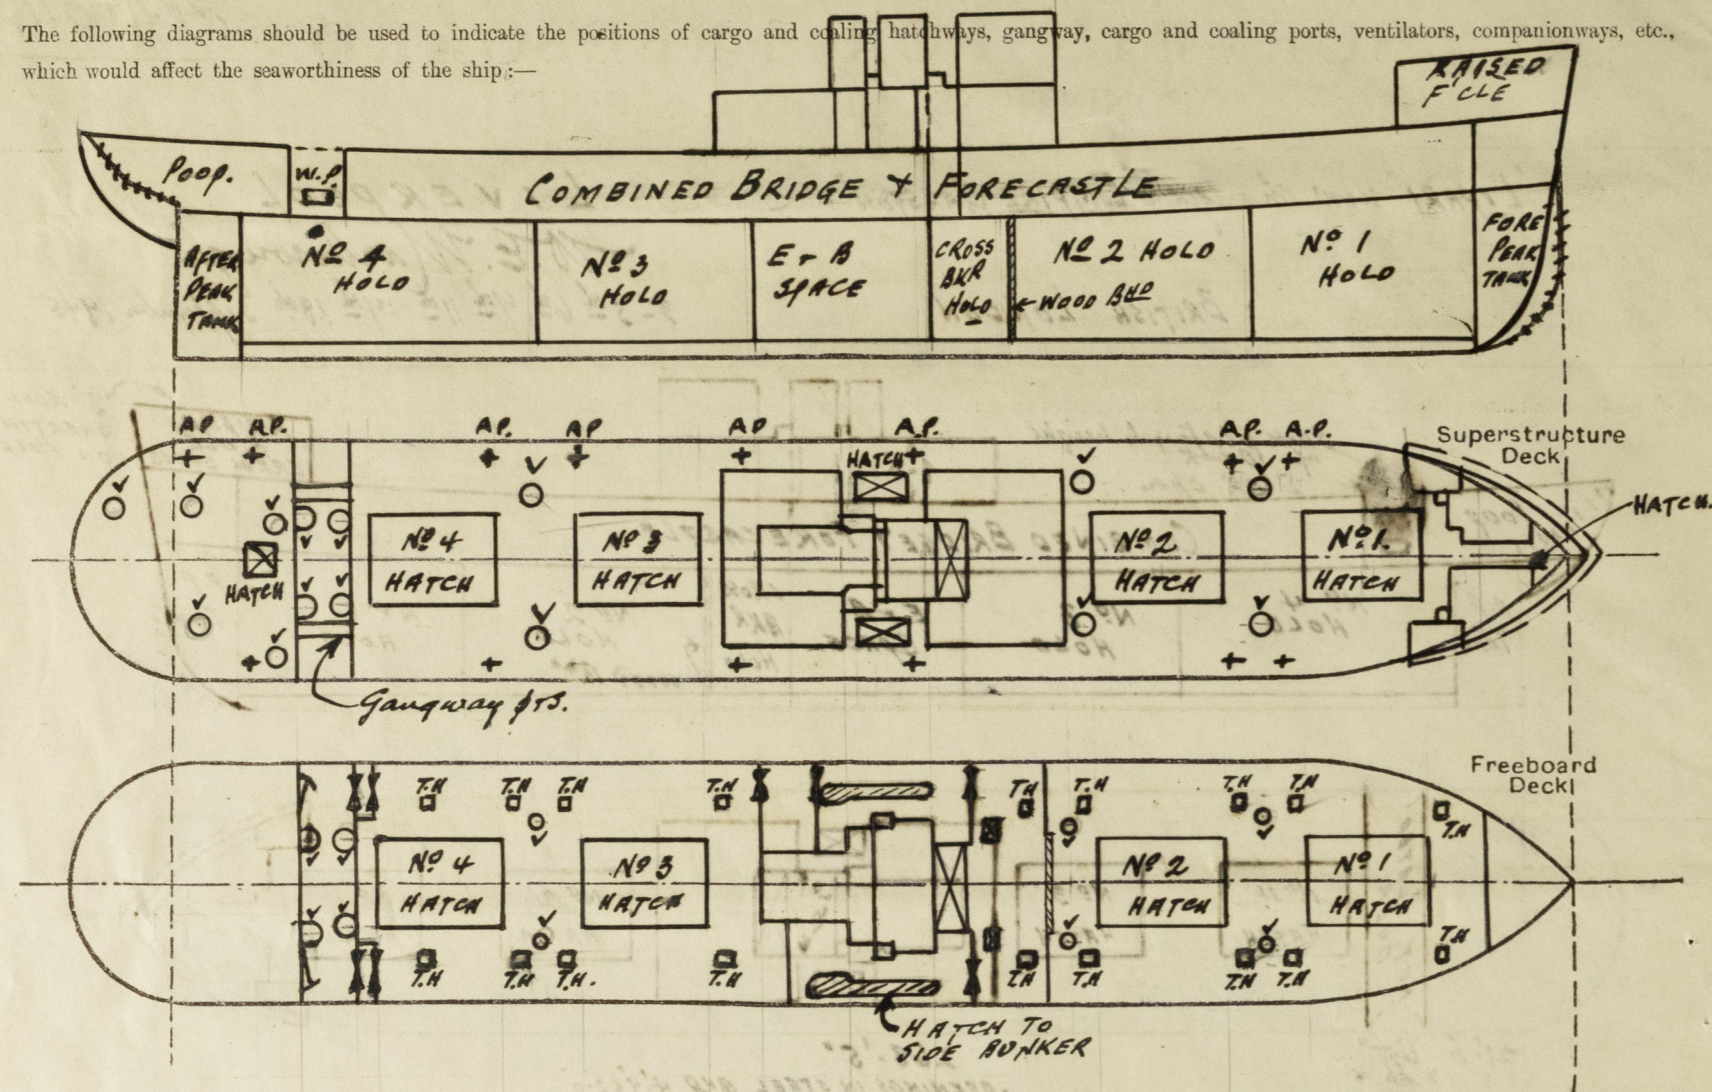 The following diagrams should be used to indicate the positions of cargo and coaling hatchways, gangway, cargo and coaling ports, ventilators, companionways, etc.,
which would affect the seaworthiness of the ship :—
RAISED
F'CLE
POOP.
W.P.
COMBINED BRIDGE + FORECASTLE
AFTER
PEAK
TANK
Nº 4
HOLD
Nº 3
HOLD
E + B
SPACE
CROSS
BKR
HOLD
Nº 2 HOLD
← WOOD BHD
Nº 1
HOLD
FORE
PEAK
TANK
A.P A.P. A.P. A.P A.P A.P. A.P. A.P.
Superstructure
Deck
HATCH
HATCH.
Nº 4
HATCH
Nº 3
HATCH
Nº 2
HATCH
Nº 1.
HATCH
HATCH
Gangway prs.
Freeboard
Deck
T.H T.H T.H T.H T.H T.H T.H T.H
T.H
Nº 4
HATCH
Nº 3
HATCH
Nº 2
HATCH
Nº 1
HATCH
T.H
T.H T.H T.H. T.H T.H T.H T.H T.H
HATCH TO
SIDE BUNKER